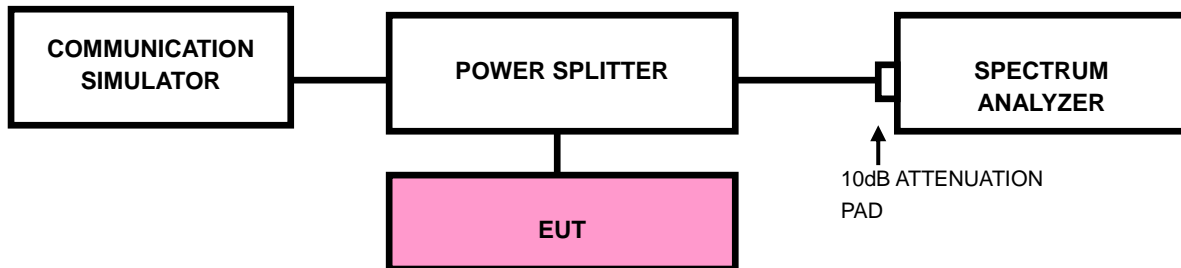 COMMUNICATION
SIMULATOR
POWER SPLITTER
SPECTRUM
ANALYZER
10dB ATTENUATION
PAD
EUT